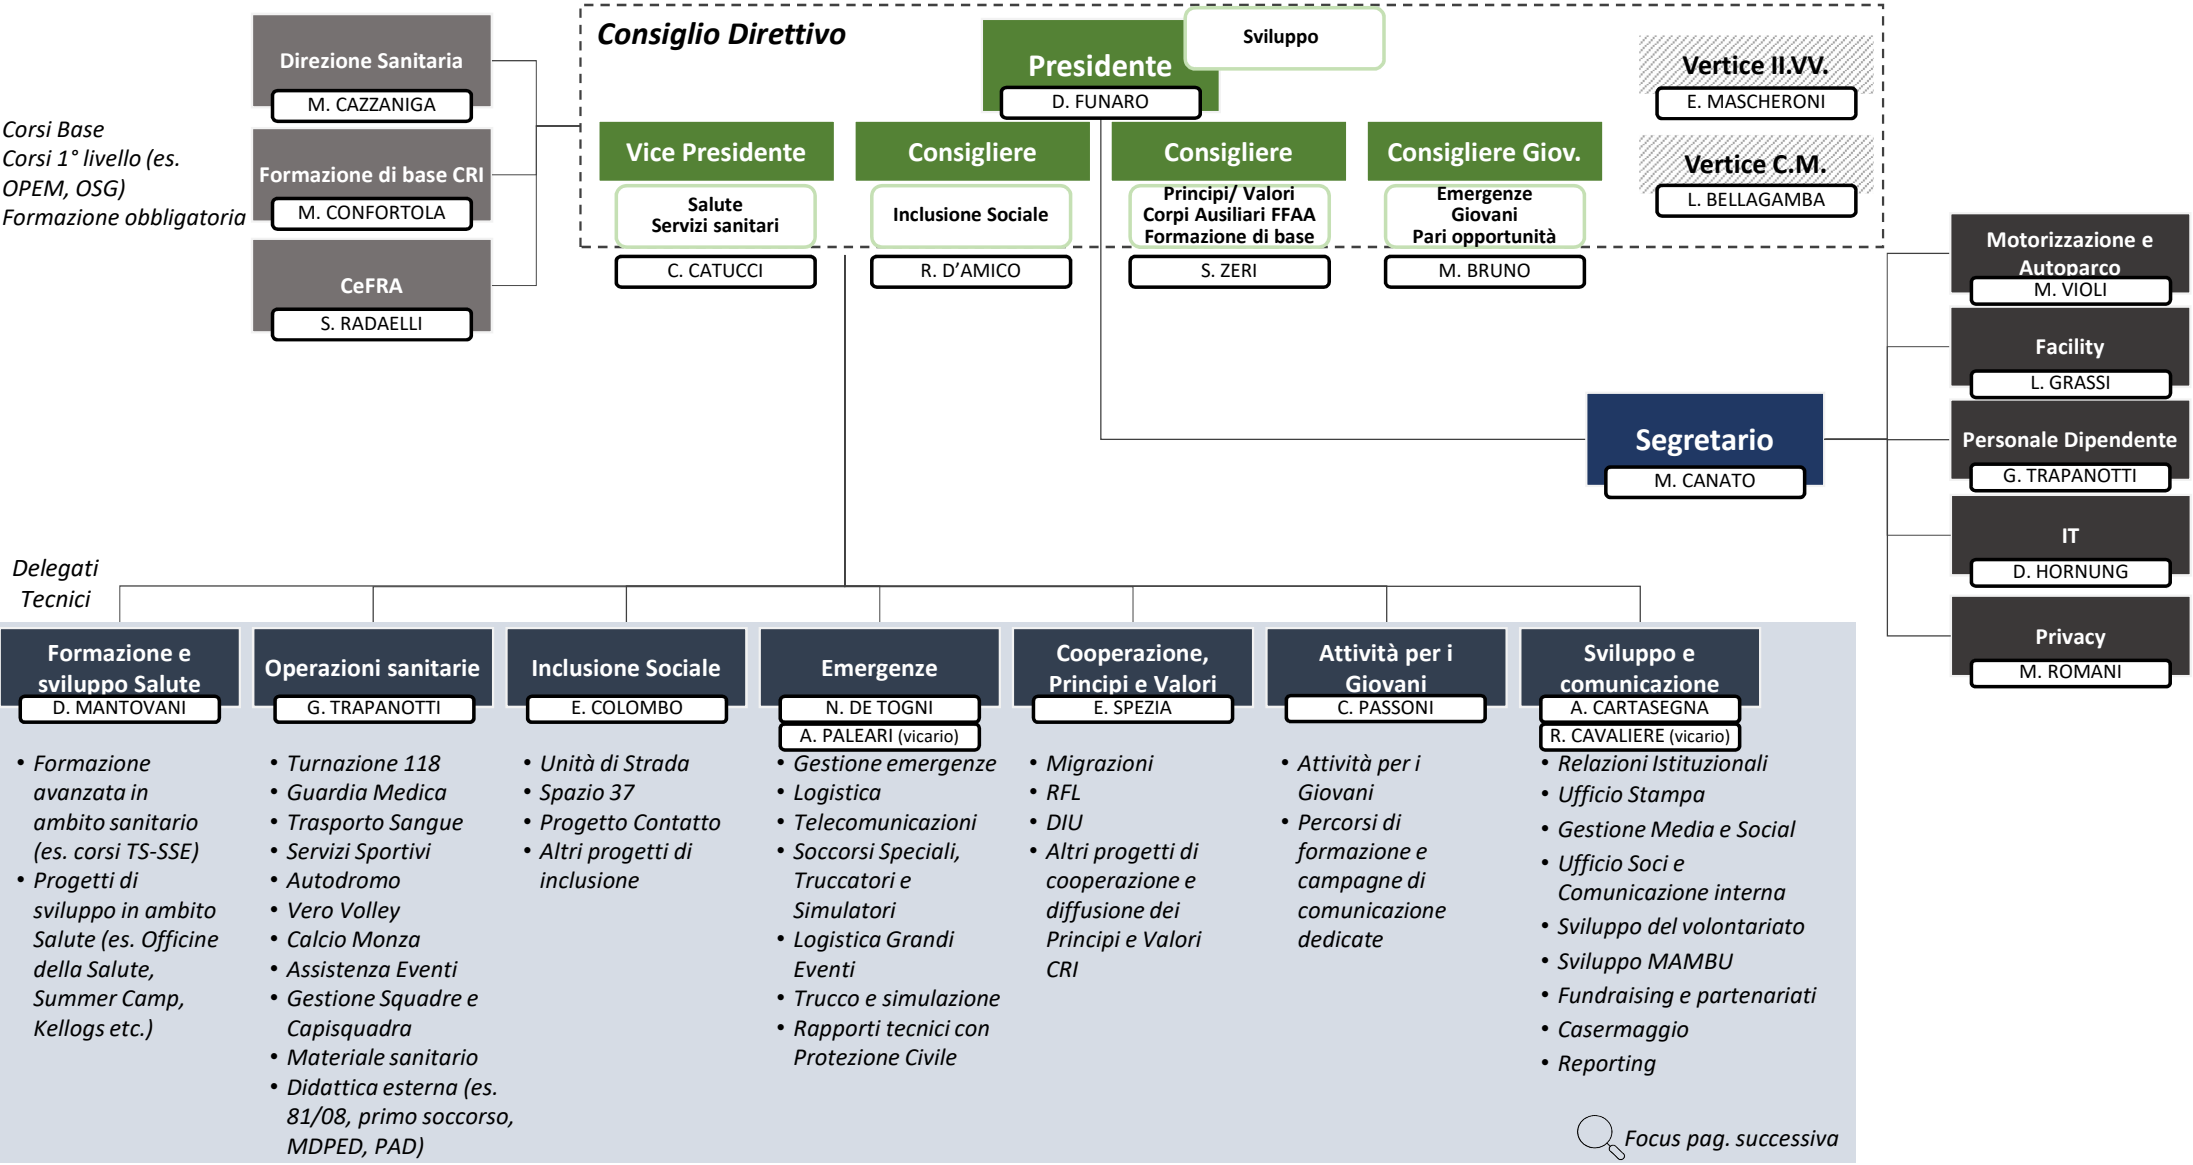 Direzione Sanitaria
M. CAZZANIGA
Corsi Base
Corsi 1° livello (es.
OPEM, OSG)
Formazione obbligatoria
Formazione di base CRI
M. CONFORTOLA
CeFRA
S. RADAELLI
Consiglio Direttivo
Presidente
Sviluppo
D. FUNARO
Vice Presidente
Salute
Servizi sanitari
C. CATUCCI
Consigliere
Inclusione Sociale
R. D’AMICO
Consigliere
Principi/ Valori
Corpi Ausiliari FFAA
Formazione di base
S. ZERI
Consigliere Giov.
Emergenze
Giovani
Pari opportunità
M. BRUNO
Vertice II.VV.
E. MASCHERONI
Vertice C.M.
L. BELLAGAMBA
Segretario
M. CANATO
Motorizzazione e
Autoparco
M. VIOLI
Facility
L. GRASSI
Personale Dipendente
G. TRAPANOTTI
IT
D. HORNUNG
Privacy
M. ROMANI
Delegati
Tecnici
Formazione e
sviluppo Salute
D. MANTOVANI
• Formazione
avanzata in
ambito sanitario
(es. corsi TS-SSE)
• Progetti di
sviluppo in ambito
Salute (es. Officine
della Salute,
Summer Camp,
Kellogs etc.)
Operazioni sanitarie
G. TRAPANOTTI
• Turnazione 118
• Guardia Medica
• Trasporto Sangue
• Servizi Sportivi
• Autodromo
• Vero Volley
• Calcio Monza
• Assistenza Eventi
• Gestione Squadre e
Capisquadra
• Materiale sanitario
• Didattica esterna (es.
81/08, primo soccorso,
MDPED, PAD)
Inclusione Sociale
E. COLOMBO
• Unità di Strada
• Spazio 37
• Progetto Contatto
• Altri progetti di
inclusione
Emergenze
N. DE TOGNI
A. PALEARI (vicario)
• Gestione emergenze
• Logistica
• Telecomunicazioni
• Soccorsi Speciali,
Truccatori e
Simulatori
• Logistica Grandi
Eventi
• Trucco e simulazione
• Rapporti tecnici con
Protezione Civile
Cooperazione,
Principi e Valori
E. SPEZIA
• Migrazioni
• RFL
• DIU
• Altri progetti di
cooperazione e
diffusione dei
Principi e Valori
CRI
Attività per i
Giovani
C. PASSONI
• Attività per i
Giovani
• Percorsi di
formazione e
campagne di
comunicazione
dedicate
Sviluppo e
comunicazione
A. CARTASEGNA
R. CAVALIERE (vicario)
• Relazioni Istituzionali
• Ufficio Stampa
• Gestione Media e Social
• Ufficio Soci e
Comunicazione interna
• Sviluppo del volontariato
• Sviluppo MAMBU
• Fundraising e partenariati
• Casermaggio
• Reporting
Focus pag. successiva